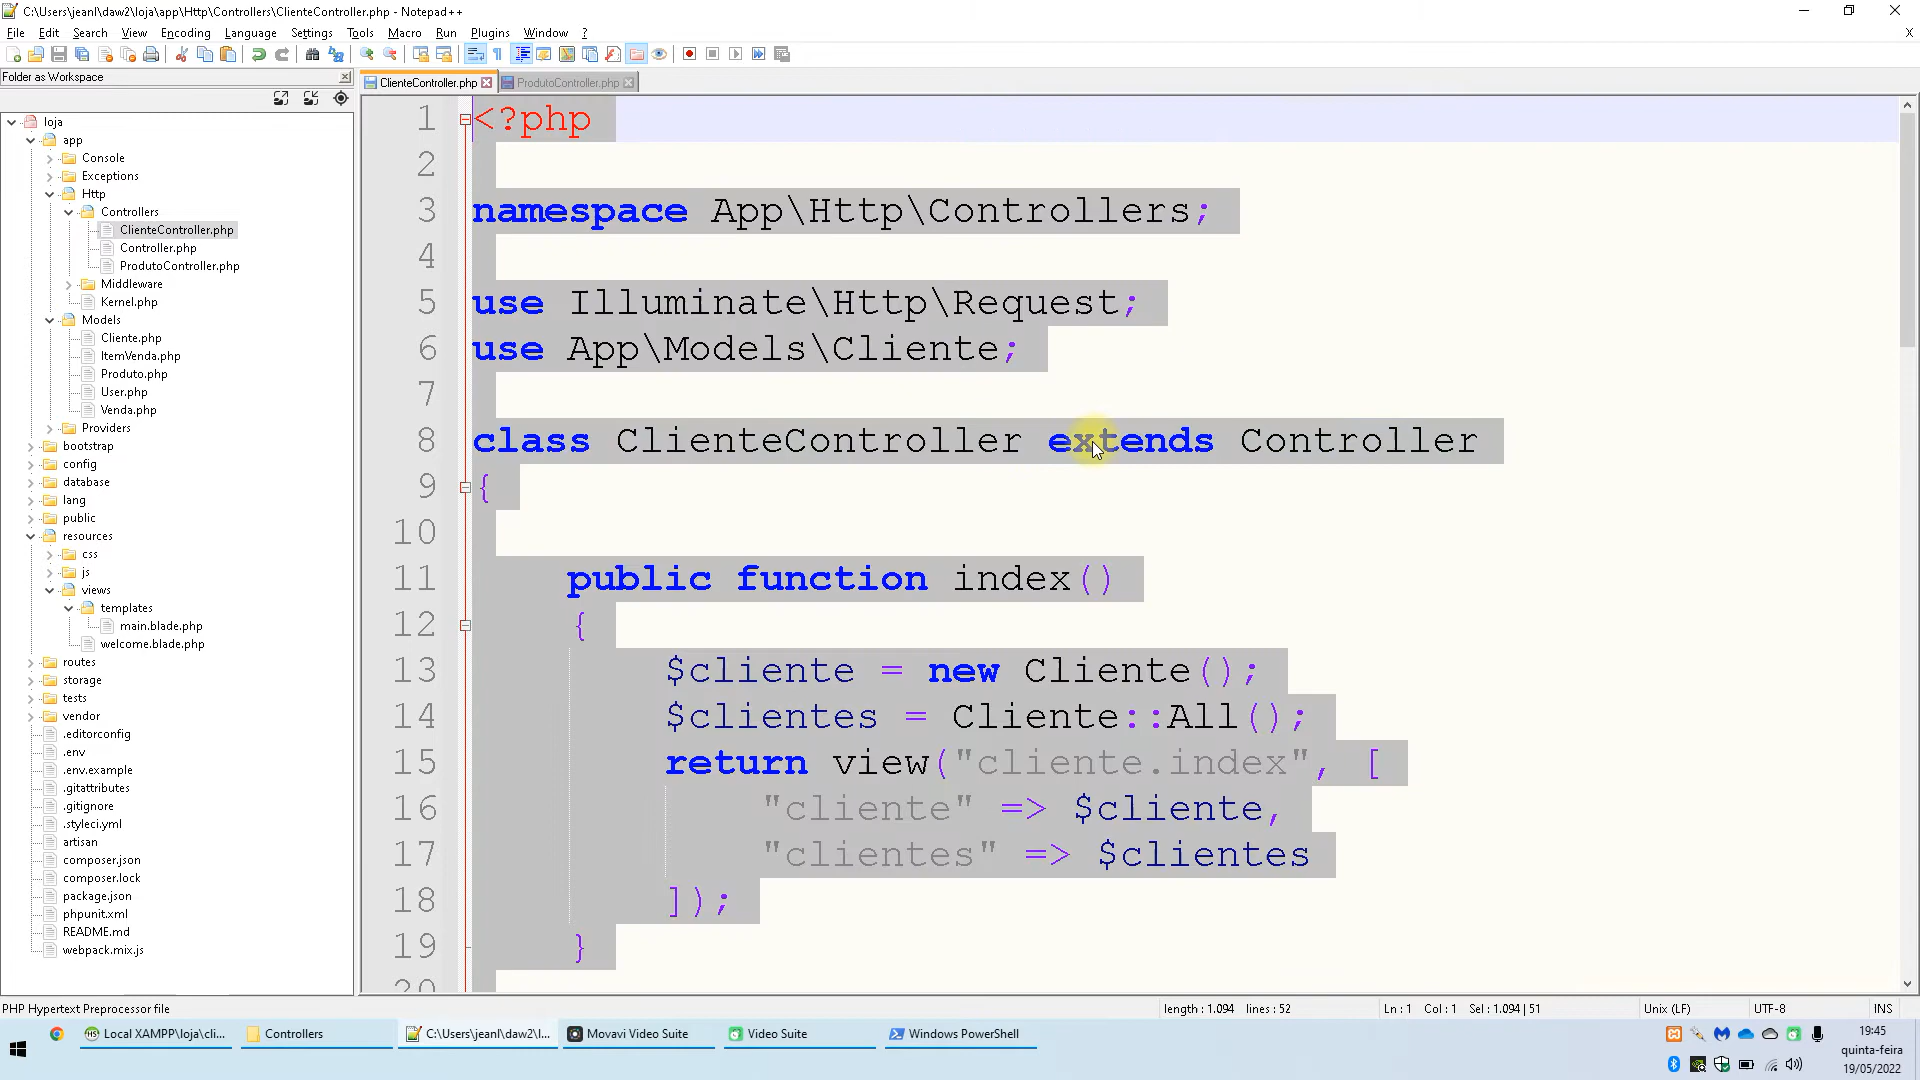 C:\Users\jeanl\daw2\loja\app\Http\Controllers\ClienteController.php - Notepad++
File Edit Search View Encoding Language Settings Tools Macro Run Plugins Window ? X
Folder as Workspace
ClienteController.php ProdutoController.php
loja
app
Console
Exceptions
Http
Controllers
ClienteController.php
Controller.php
ProdutoController.php
Middleware
Kernel.php
Models
Cliente.php
ItemVenda.php
Produto.php
User.php
Venda.php
Providers
bootstrap
config
database
lang
public
resources
css
js
views
templates
main.blade.php
welcome.blade.php
routes
storage
tests
vendor
.editorconfig
.env
.env.example
.gitattributes
.gitignore
.styleci.yml
artisan
composer.json
composer.lock
package.json
phpunit.xml
README.md
webpack.mix.js
1 <?php
2
3 namespace App\Http\Controllers;
4
5 use Illuminate\Http\Request;
6 use App\Models\Cliente;
7
8 class ClienteController extends Controller
9 {
10
11 public function index()
12 {
13 $cliente = new Cliente();
14 $clientes = Cliente::All();
15 return view("cliente.index", [
16 "cliente" => $cliente,
17 "clientes" => $clientes
18 ]);
19 }
20
PHP Hypertext Preprocessor file length : 1.094 lines : 52 Ln : 1 Col : 1 Sel : 1.094 | 51 Unix (LF) UTF-8 INS
Local XAMPP\loja\cli... Controllers C:\Users\jeanl\daw2\l... Movavi Video Suite Video Suite Windows PowerShell
19:45
quinta-feira
19/05/2022